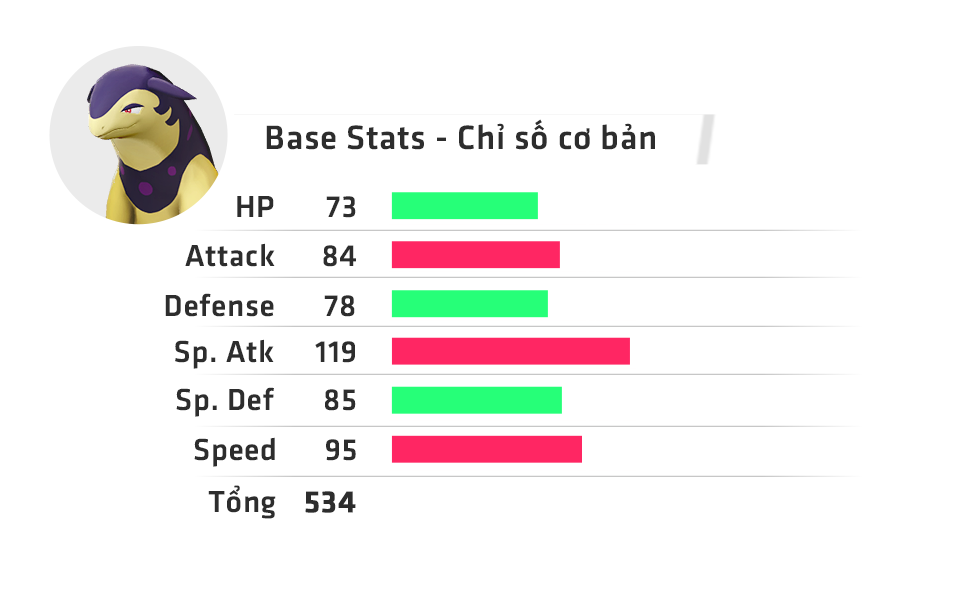 Base Stats - Chỉ số cơ bản
HP 73
Attack 84
Defense 78
Sp. Atk 119
Sp. Def 85
Speed 95
Tổng 534